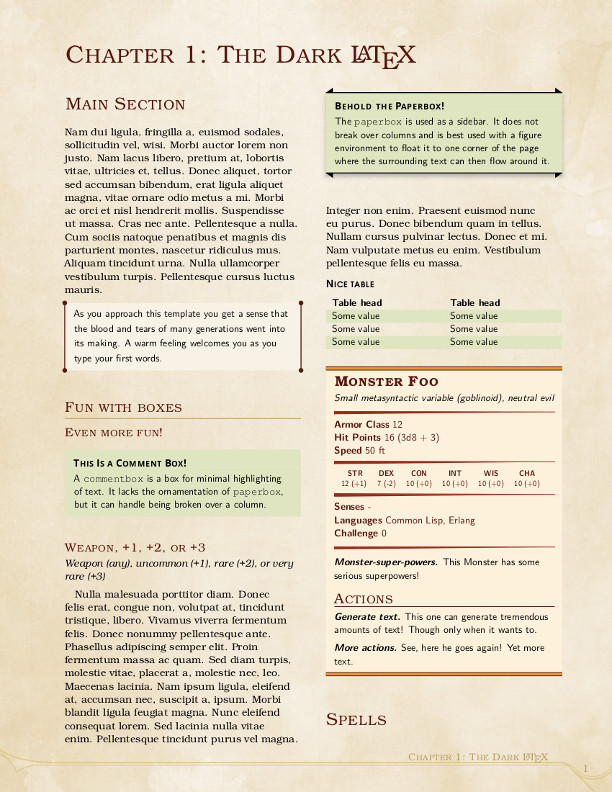 Chapter 1: The Dark LaTeX
Main Section
Nam dui ligula, fringilla a, euismod sodales,
sollicitudin vel, wisi. Morbi auctor lorem non
justo. Nam lacus libero, pretium at, lobortis
vitae, ultricies et, tellus. Donec aliquet, tortor
sed accumsan bibendum, erat ligula aliquet
magna, vitae ornare odio metus a mi. Morbi
ac orci et nisl hendrerit mollis. Suspendisse
ut massa. Cras nec ante. Pellentesque a nulla.
Cum sociis natoque penatibus et magnis dis
parturient montes, nascetur ridiculus mus.
Aliquam tincidunt urna. Nulla ullamcorper
vestibulum turpis. Pellentesque cursus luctus
mauris.
As you approach this template you get a sense that
the blood and tears of many generations went into
its making. A warm feeling welcomes you as you
type your first words.
Fun with boxes
Even more fun!
This Is a Comment Box!
A commentbox is a box for minimal highlighting
of text. It lacks the ornamentation of paperbox,
but it can handle being broken over a column.
Weapon, +1, +2, or +3
Weapon (any), uncommon (+1), rare (+2), or very
rare (+3)
Nulla malesuada porttitor diam. Donec
felis erat, congue non, volutpat at, tincidunt
tristique, libero. Vivamus viverra fermentum
felis. Donec nonummy pellentesque ante.
Phasellus adipiscing semper elit. Proin
fermentum massa ac quam. Sed diam turpis,
molestie vitae, placerat a, molestie nec, leo.
Maecenas lacinia. Nam ipsum ligula, eleifend
at, accumsan nec, suscipit a, ipsum. Morbi
blandit ligula feugiat magna. Nunc eleifend
consequat lorem. Sed lacinia nulla vitae
enim. Pellentesque tincidunt purus vel magna.
Behold the Paperbox!
The paperbox is used as a sidebar. It does not
break over columns and is best used with a figure
environment to float it to one corner of the page
where the surrounding text can then flow around it.
Integer non enim. Praesent euismod nunc
eu purus. Donec bibendum quam in tellus.
Nullam cursus pulvinar lectus. Donec et mi.
Nam vulputate metus eu enim. Vestibulum
pellentesque felis eu massa.
Nice table
Table head Table head
Some value Some value
Some value Some value
Some value Some value
Monster Foo
Small metasyntactic variable (goblinoid), neutral evil
Armor Class 12
Hit Points 16 (3d8 + 3)
Speed 50 ft
STR DEX CON INT WIS CHA
12 (+1) 7 (-2) 10 (+0) 10 (+0) 10 (+0) 10 (+0)
Senses -
Languages Common Lisp, Erlang
Challenge 0
Monster-super-powers. This Monster has some
serious superpowers!
Actions
Generate text. This one can generate tremendous
amounts of text! Though only when it wants to.
More actions. See, here he goes again! Yet more
text.
Spells
Chapter 1: The Dark LaTeX
1